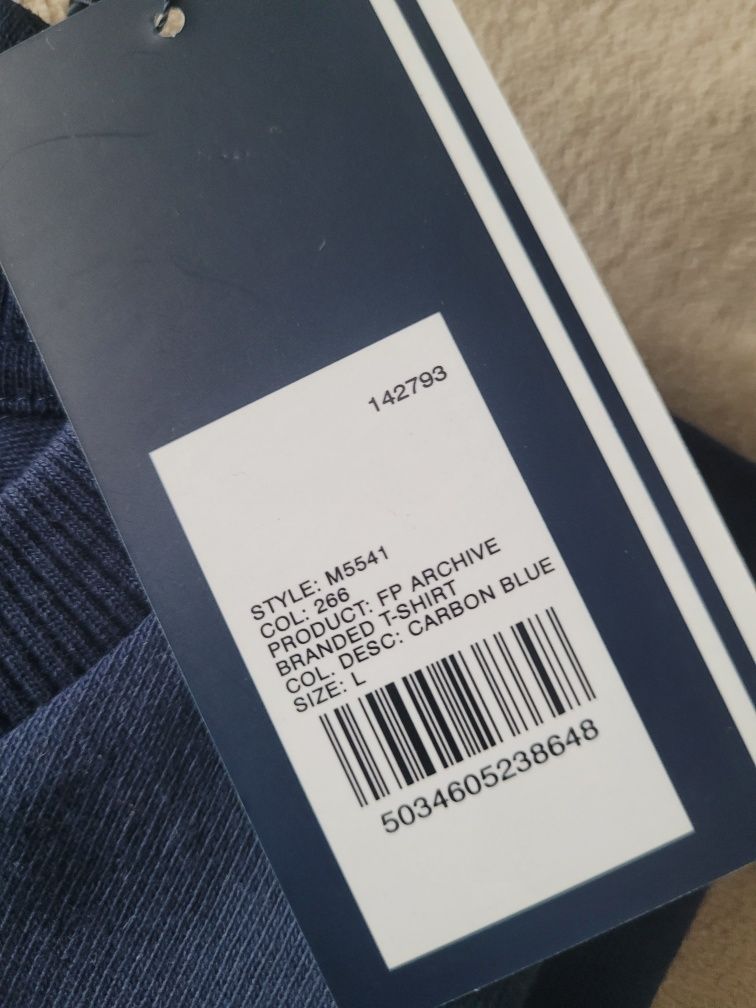 142793
STYLE: M5541
COL: 266
PRODUCT: FP ARCHIVE
BRANDED T-SHIRT
COL. DESC: CARBON BLUE
SIZE: L
5034605238648